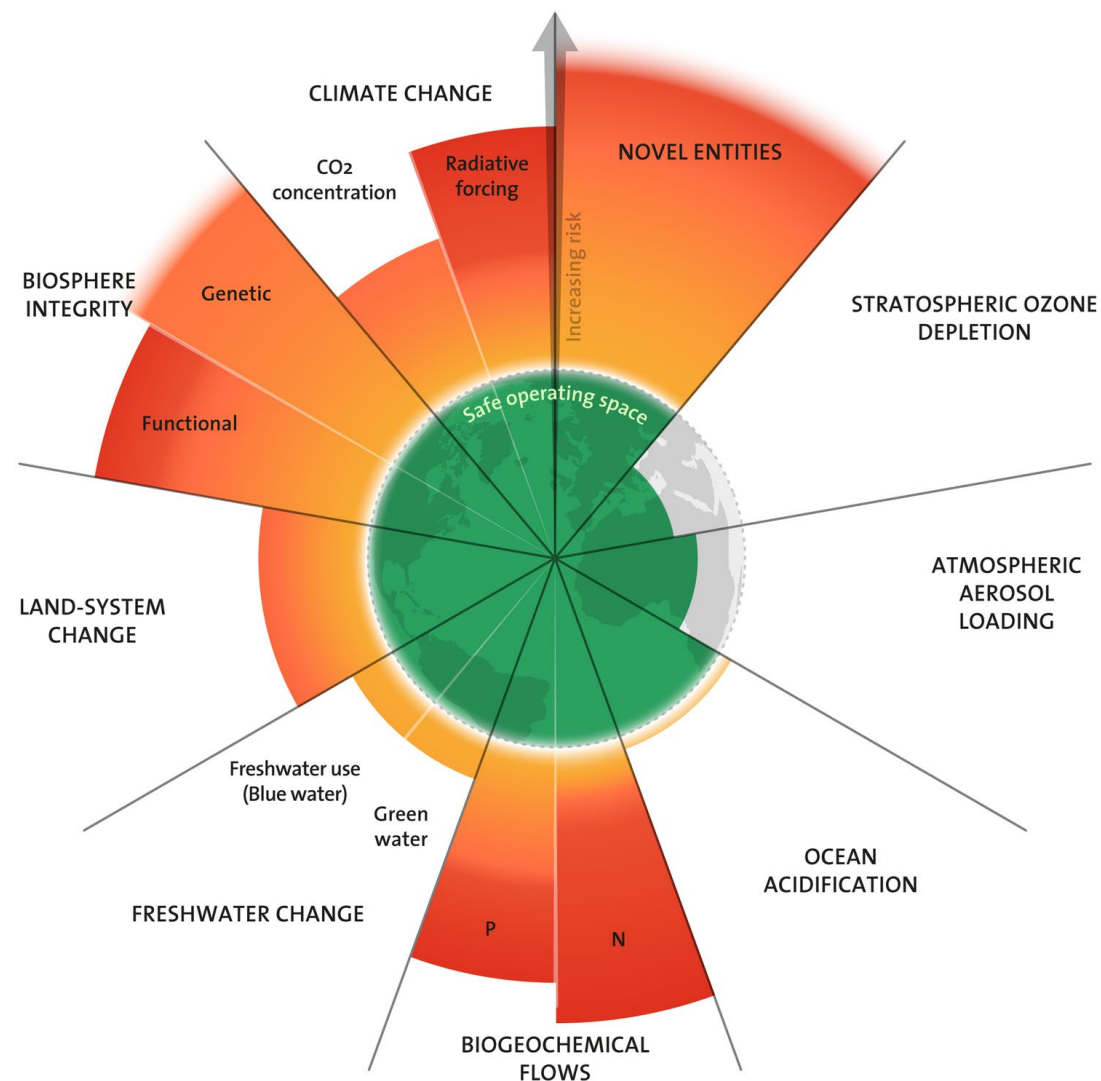 CLIMATE CHANGE
CO2
concentration
Radiative
forcing
NOVEL ENTITIES
Increasing risk
BIOSPHERE
INTEGRITY
Genetic
Functional
STRATOSPHERIC OZONE
DEPLETION
Safe operating space
ATMOSPHERIC
AEROSOL
LOADING
LAND-SYSTEM
CHANGE
Freshwater use
(Blue water)
Green
water
FRESHWATER CHANGE
OCEAN
ACIDIFICATION
P
N
BIOGEOCHEMICAL
FLOWS